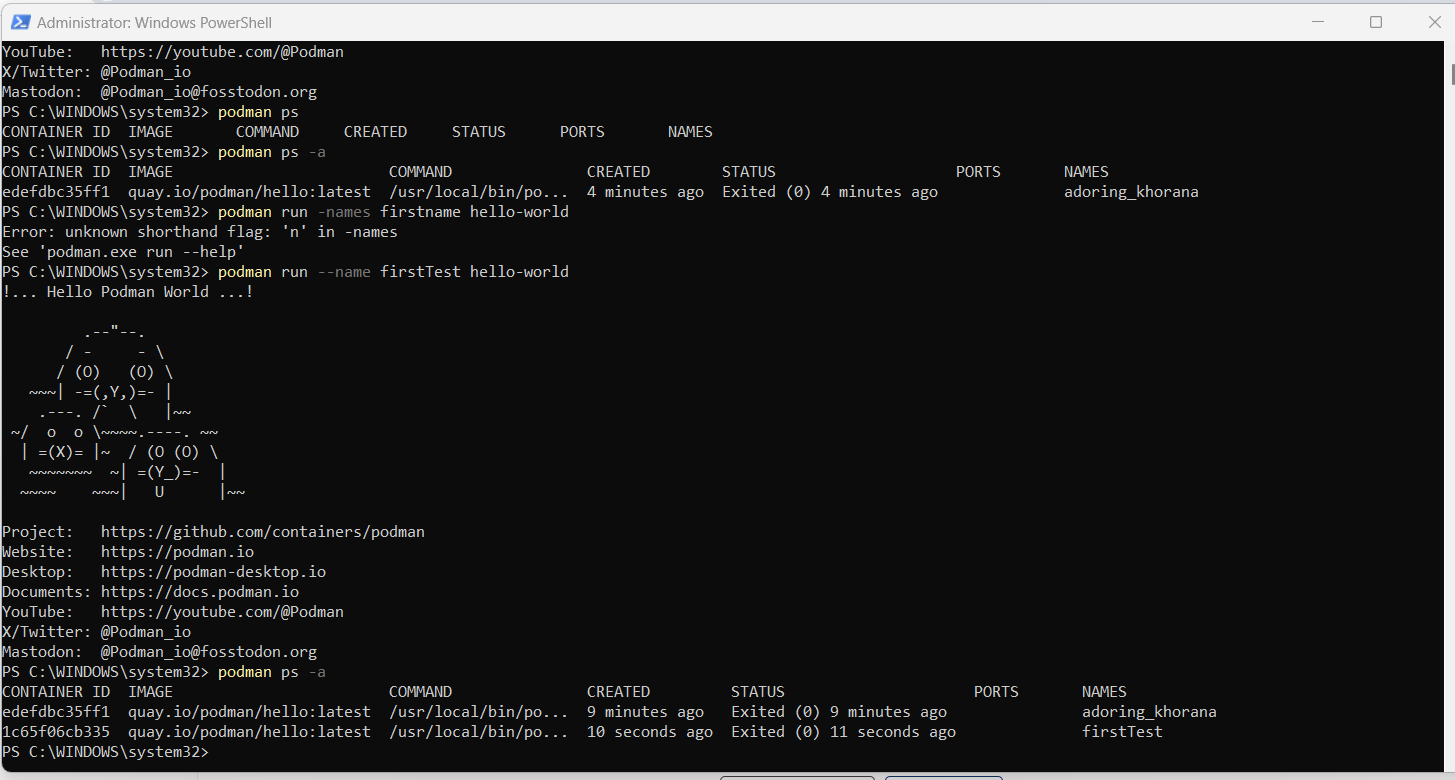 Administrator: Windows PowerShell
YouTube:   https://youtube.com/@Podman
X/Twitter: @Podman_io
Mastodon:  @Podman_io@fosstodon.org
PS C:\WINDOWS\system32> podman ps
CONTAINER ID  IMAGE       COMMAND     CREATED     STATUS      PORTS       NAMES
PS C:\WINDOWS\system32> podman ps -a
CONTAINER ID  IMAGE                        COMMAND               CREATED        STATUS                    PORTS       NAMES
edefdbc35ff1  quay.io/podman/hello:latest  /usr/local/bin/po...  4 minutes ago  Exited (0) 4 minutes ago              adoring_khorana
PS C:\WINDOWS\system32> podman run -names firstname hello-world
Error: unknown shorthand flag: 'n' in -names
See 'podman.exe run --help'
PS C:\WINDOWS\system32> podman run --name firstTest hello-world
!... Hello Podman World ...!

         .--"--.
       / -     - \
      / (O)   (O) \
   ~~~| -=(,Y,)=- |
    .---. /`  \   |~~
 ~/  o  o \~~~~.----. ~~
  | =(X)= |~  / (O (O) \
   ~~~~~~~  ~| =(Y_)=-  |
  ~~~~    ~~~|   U      |~~

Project:   https://github.com/containers/podman
Website:   https://podman.io
Desktop:   https://podman-desktop.io
Documents: https://docs.podman.io
YouTube:   https://youtube.com/@Podman
X/Twitter: @Podman_io
Mastodon:  @Podman_io@fosstodon.org
PS C:\WINDOWS\system32> podman ps -a
CONTAINER ID  IMAGE                        COMMAND               CREATED         STATUS                     PORTS       NAMES
edefdbc35ff1  quay.io/podman/hello:latest  /usr/local/bin/po...  9 minutes ago   Exited (0) 9 minutes ago               adoring_khorana
1c65f06cb335  quay.io/podman/hello:latest  /usr/local/bin/po...  10 seconds ago  Exited (0) 11 seconds ago              firstTest
PS C:\WINDOWS\system32>